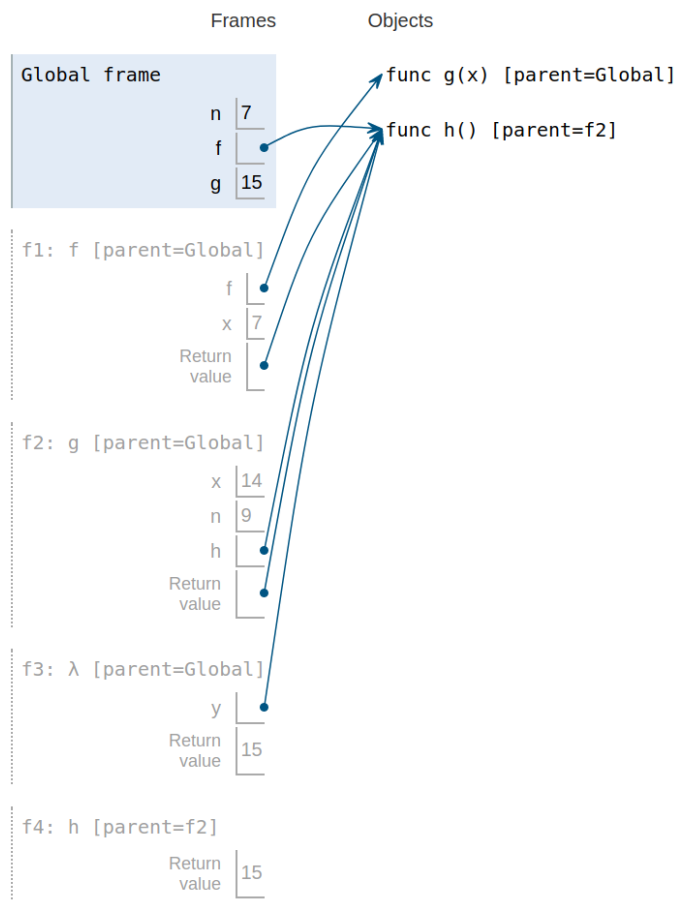 Frames Objects
Global frame
func g(x) [parent=Global]
n 7
func h() [parent=f2]
f
g 15
f1: f [parent=Global]
f
x 7
Return
value
f2: g [parent=Global]
x 14
n 9
h
Return
value
f3: λ [parent=Global]
y
Return
value 15
f4: h [parent=f2]
Return
value 15